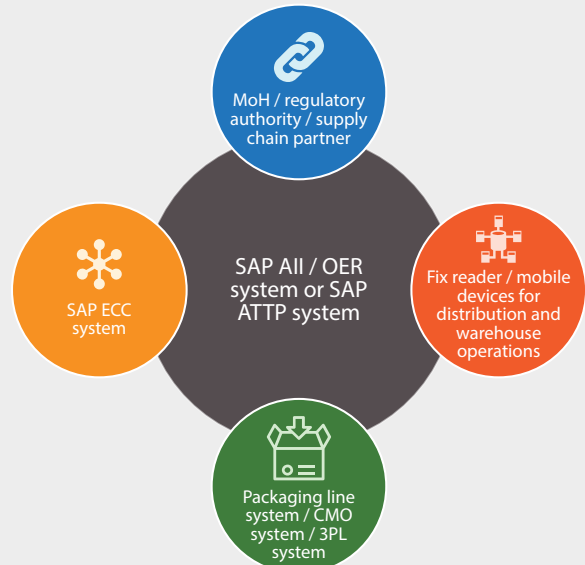 MoH / regulatory
authority / supply
chain partner
SAP AII / OER
system or SAP
ATTP system
SAP ECC
system
Fix reader / mobile
devices for
distribution and
warehouse
operations
Packaging line
system / CMO
system / 3PL
system